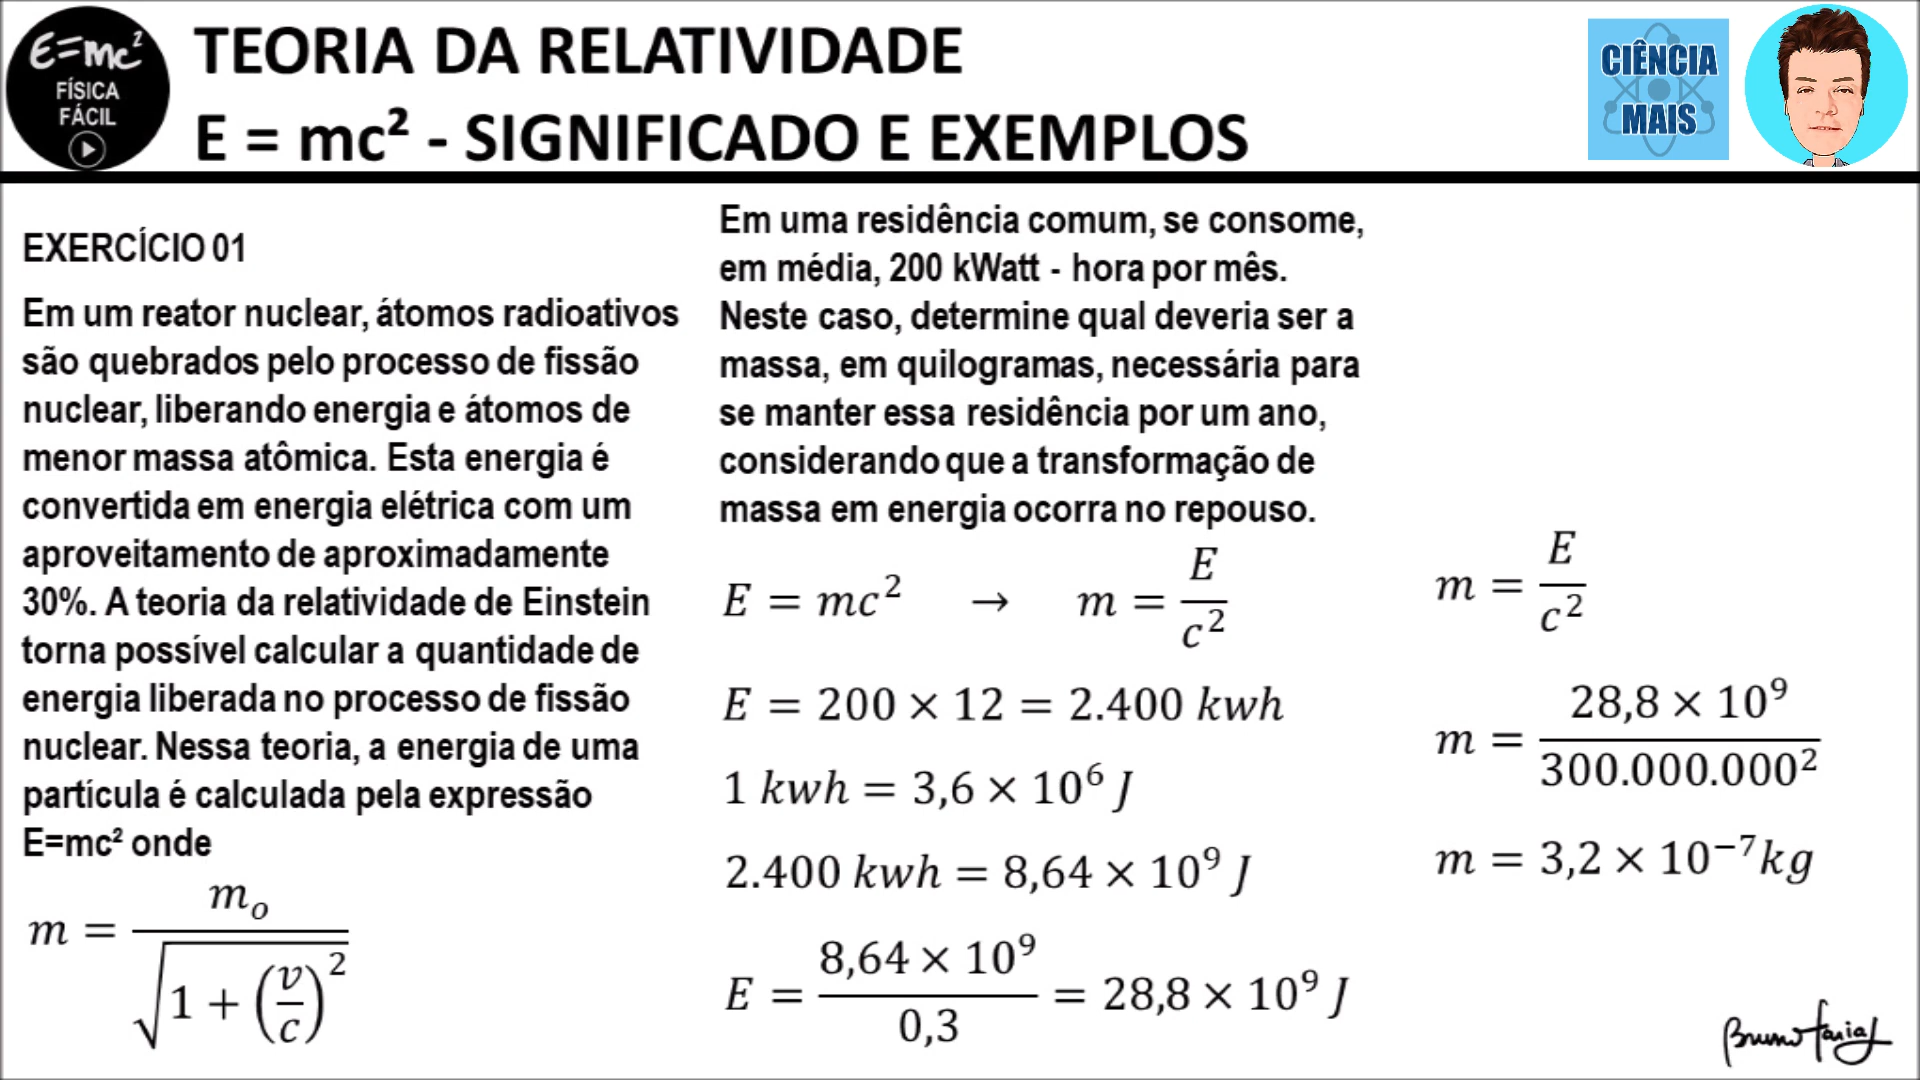 E=mc²
FÍSICA
FÁCIL
TEORIA DA RELATIVIDADE
E = mc² - SIGNIFICADO E EXEMPLOS
CIÊNCIA
MAIS
EXERCÍCIO 01
Em um reator nuclear, átomos radioativos
são quebrados pelo processo de fissão
nuclear, liberando energia e átomos de
menor massa atômica. Esta energia é
convertida em energia elétrica com um
aproveitamento de aproximadamente
30%. A teoria da relatividade de Einstein
torna possível calcular a quantidade de
energia liberada no processo de fissão
nuclear. Nessa teoria, a energia de uma
partícula é calculada pela expressão
E=mc² onde
m = m₀ / √(1 + (v/c)²)
Em uma residência comum, se consome,
em média, 200 kWatt - hora por mês.
Neste caso, determine qual deveria ser a
massa, em quilogramas, necessária para
se manter essa residência por um ano,
considerando que a transformação de
massa em energia ocorra no repouso.
E = mc² → m = E / c²
E = 200 × 12 = 2.400 kwh
1 kwh = 3,6 × 10⁶ J
2.400 kwh = 8,64 × 10⁹ J
E = 8,64 × 10⁹ / 0,3 = 28,8 × 10⁹ J
m = E / c²
m = 28,8 × 10⁹ / 300.000.000²
m = 3,2 × 10⁻⁷ kg
Bruno Farias